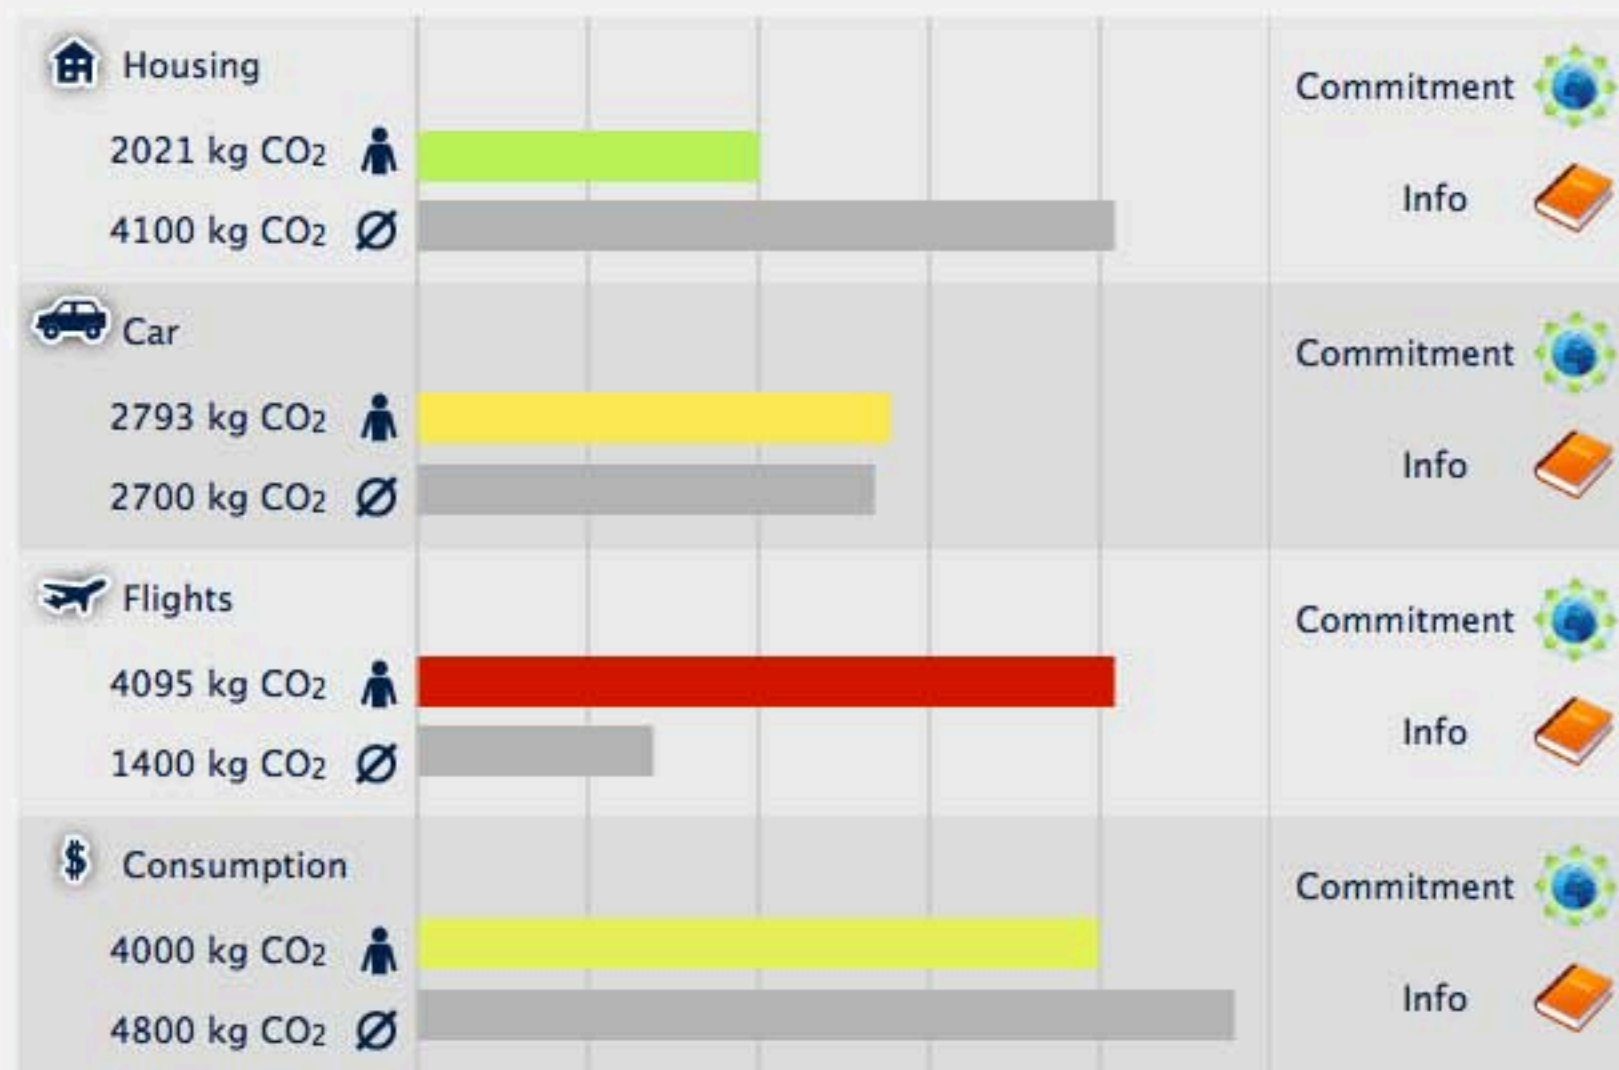 Housing
Commitment
2021 kg CO2
Info
4100 kg CO2 Ø
Car
Commitment
2793 kg CO2
Info
2700 kg CO2 Ø
Flights
Commitment
4095 kg CO2
Info
1400 kg CO2 Ø
$ Consumption
Commitment
4000 kg CO2
Info
4800 kg CO2 Ø